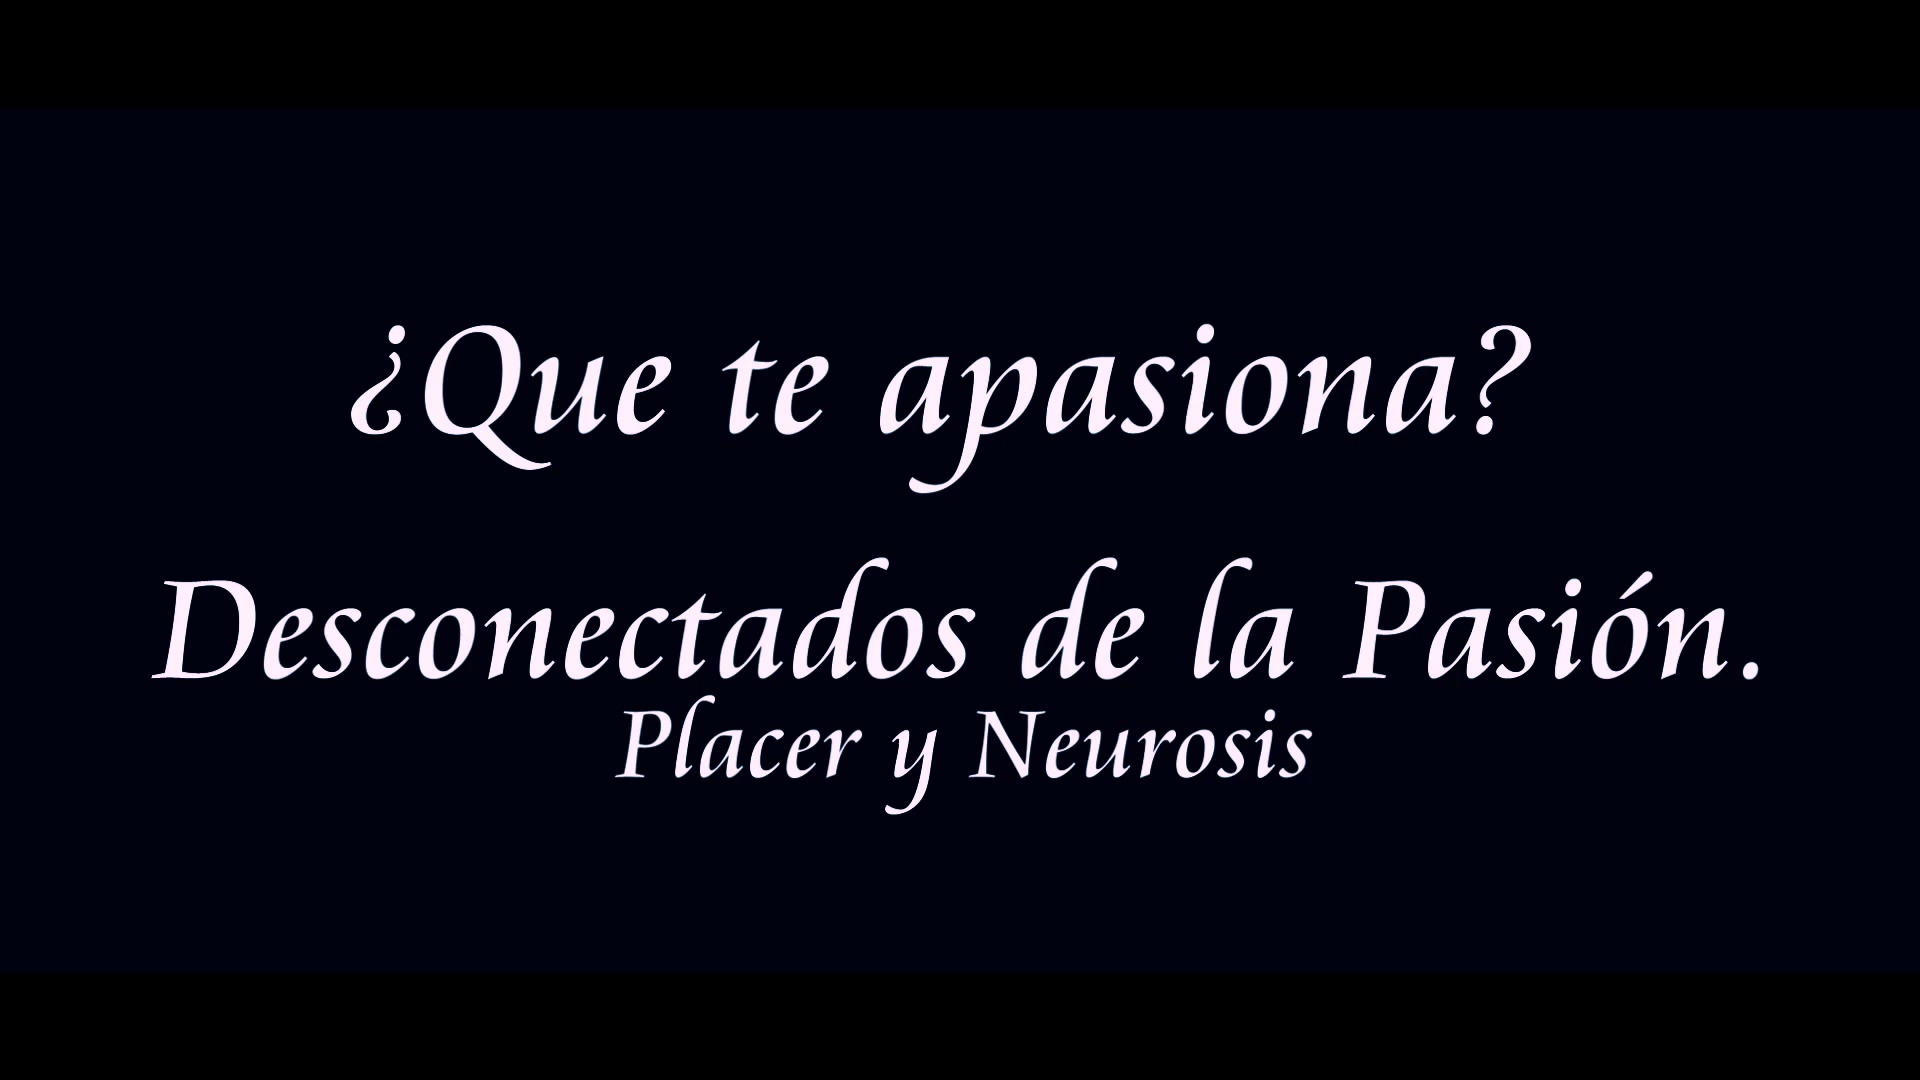 ¿Que te apasiona?
Desconectados de la Pasión.
Placer y Neurosis